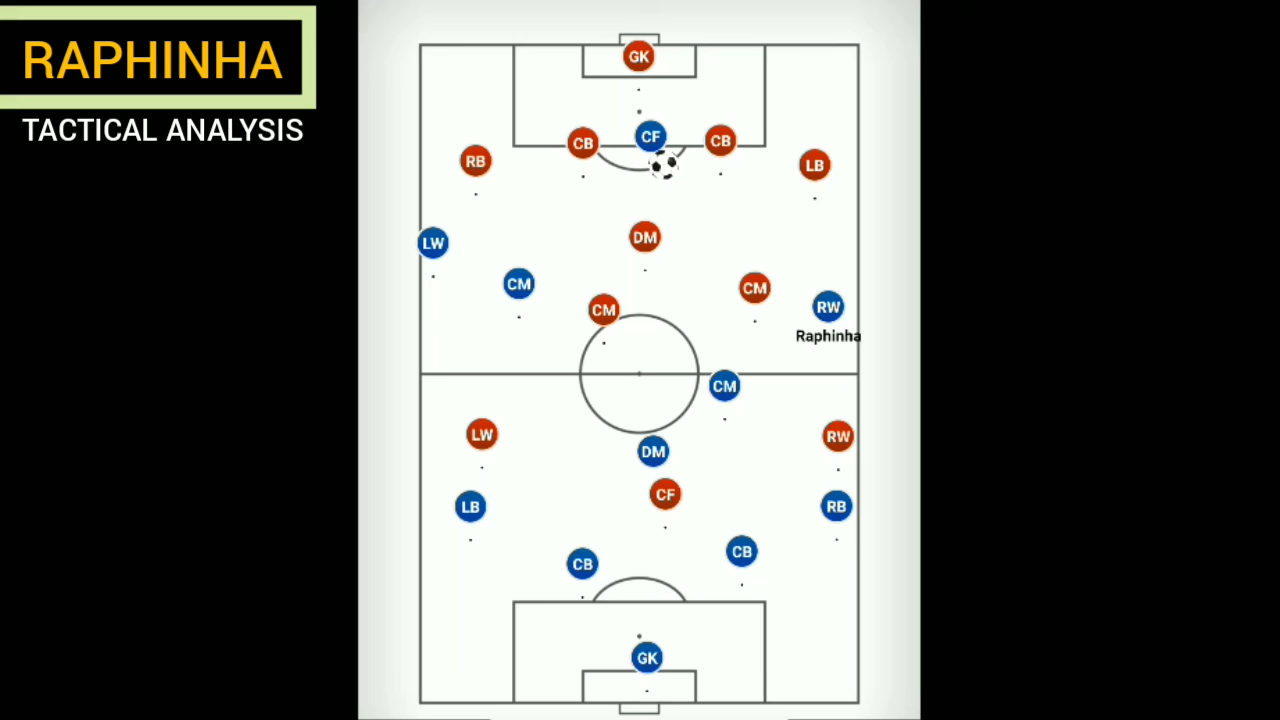 RAPHINHA
TACTICAL ANALYSIS
GK
CB
CF
CB
RB
LB
LW
DM
CM
CM
CM
RW
Raphinha
CM
LW
RW
DM
CF
LB
RB
CB
CB
GK